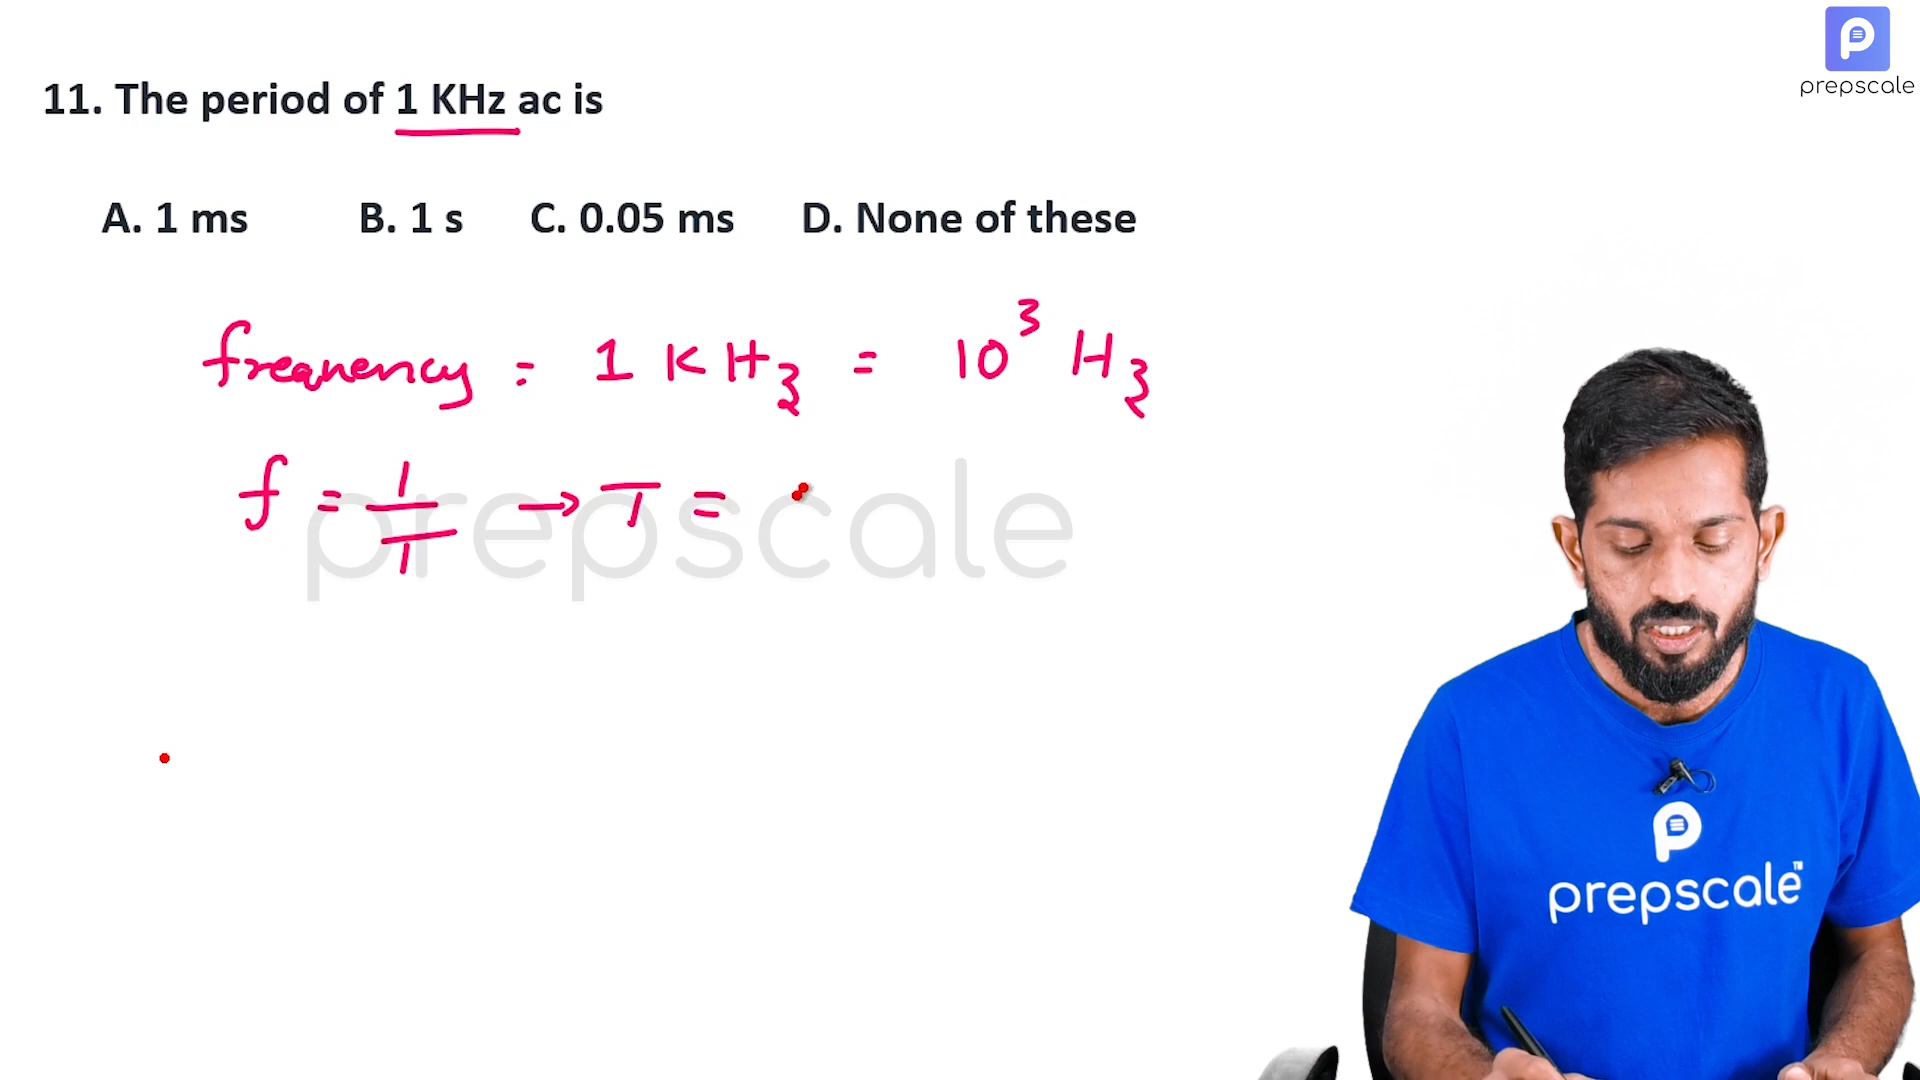 prepscale
11. The period of 1 KHz ac is
A. 1 ms B. 1 s C. 0.05 ms D. None of these
frequency = 1 KHz = 10³ Hz
f = 1/T → T =
prepscale
prepscale™